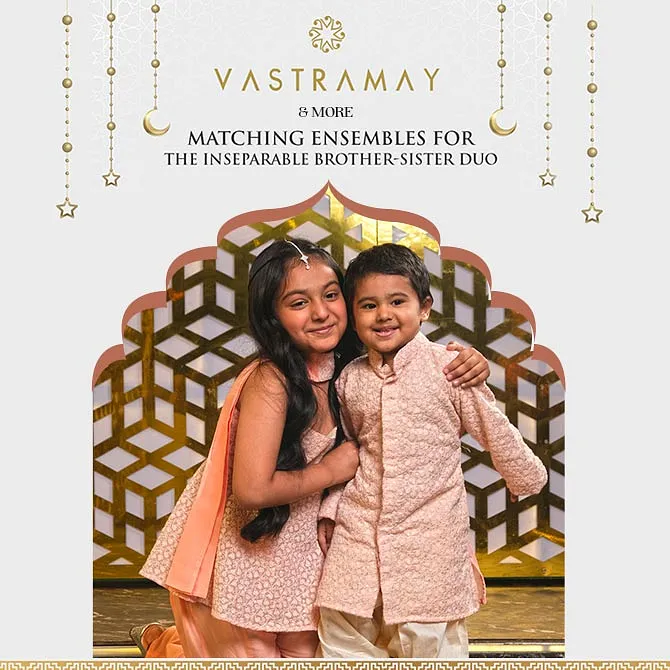 VASTRAMAY
& MORE
MATCHING ENSEMBLES FOR
THE INSEPARABLE BROTHER-SISTER DUO